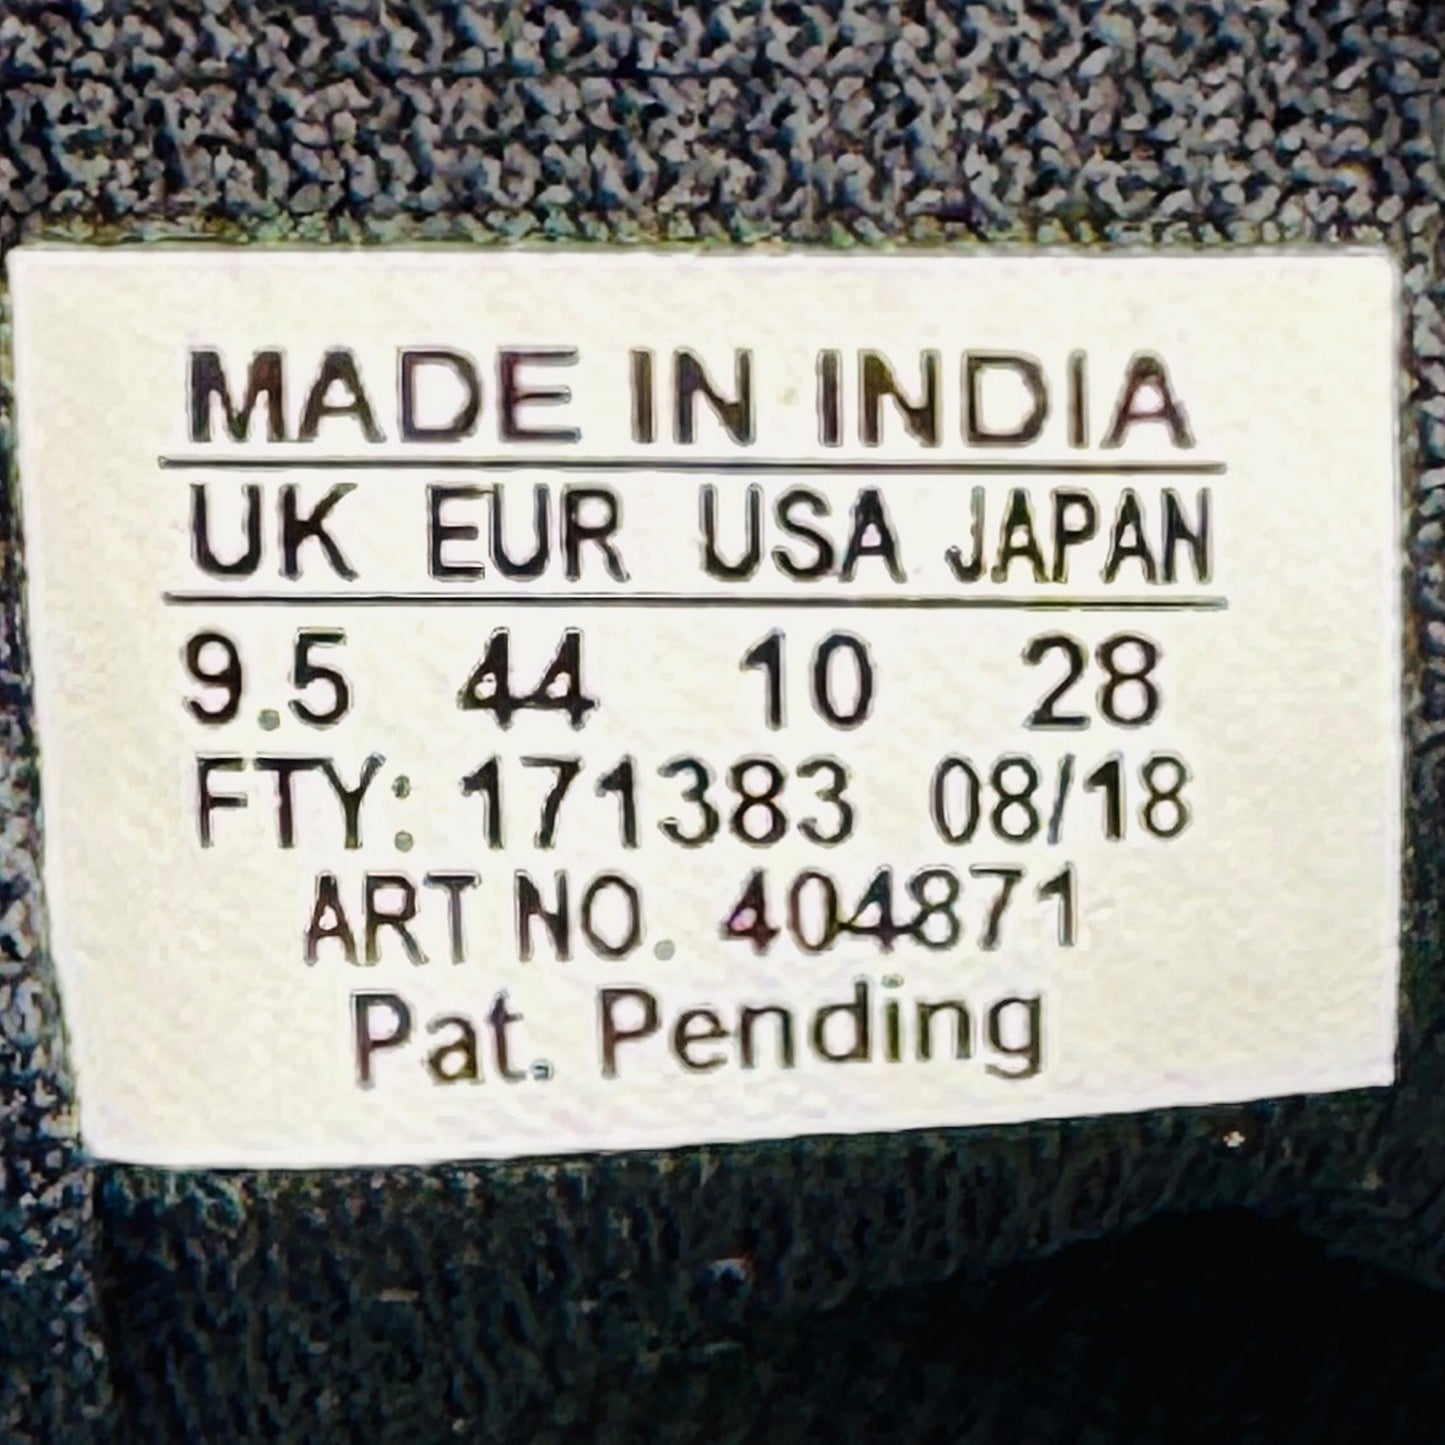 MADE IN INDIA
UK EUR USA JAPAN
9.5 44 10 28
FTY: 171383 08/18
ART NO. 404871
Pat. Pending